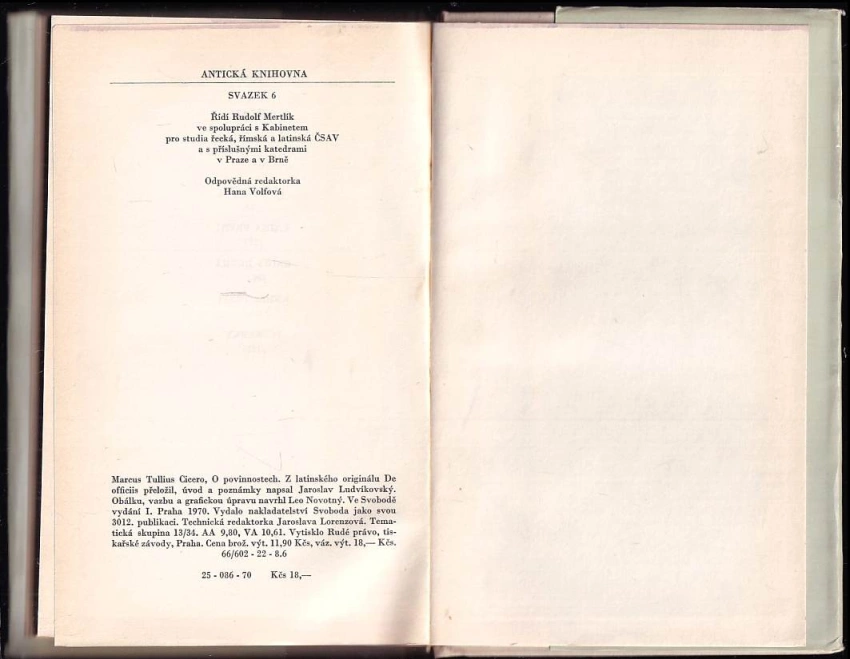 ANTICKÁ KNIHOVNA
SVAZEK 6
Řídí Rudolf Mertlík
ve spolupráci s Kabinetem
pro studia řecká, římská a latinská ČSAV
a s příslušnými katedrami
v Praze a v Brně
Odpovědná redaktorka
Hana Volfová
Marcus Tullius Cicero, O povinnostech. Z latinského originálu De
officiis přeložil, úvod a poznámky napsal Jaroslav Ludvíkovský.
Obálku, vazbu a grafickou úpravu navrhl Leo Novotný. Ve Svobodě
vydání I. Praha 1970. Vydalo nakladatelství Svoboda jako svou
3012. publikaci. Technická redaktorka Jaroslava Lorenzová. Tema-
tická skupina 13/34. AA 9,80, VA 10,61. Vytisklo Rudé právo, tis-
kařské závody, Praha. Cena brož. výt. 11,90 Kčs, váz. výt. 18,— Kčs.
66/602 - 22 - 8.6
25 - 086 - 70 Kčs 18,—